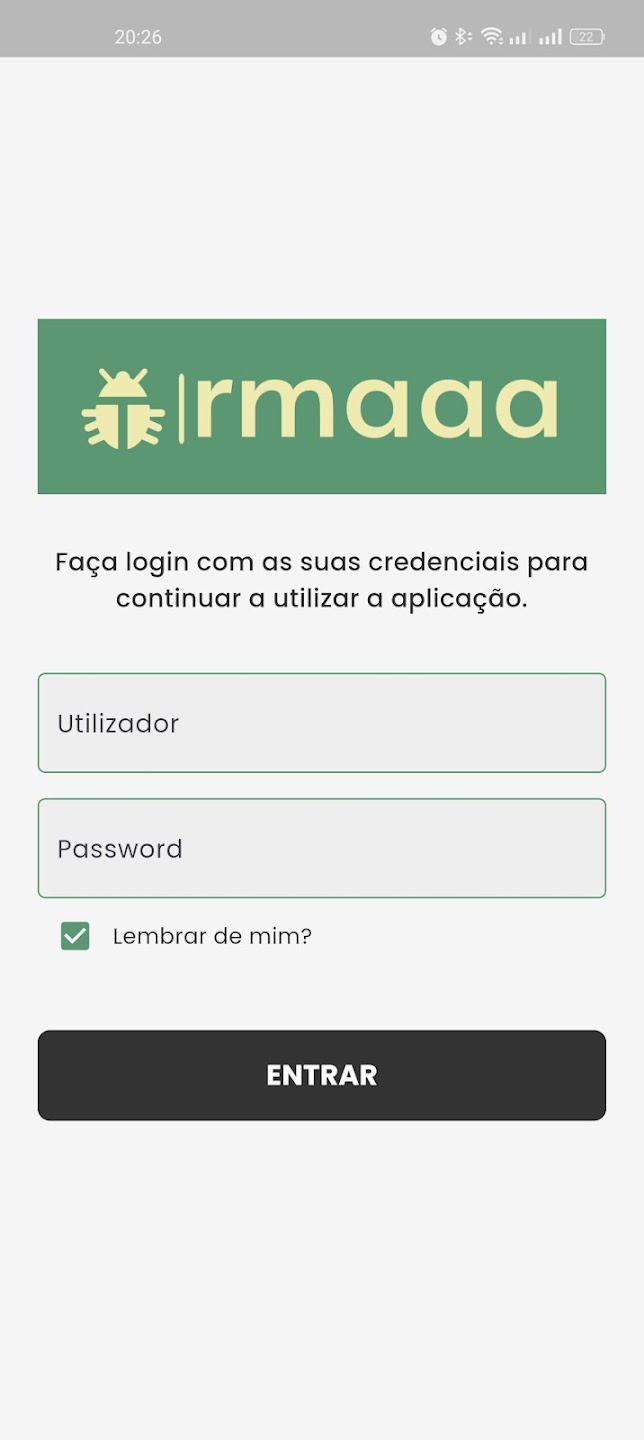 20:26
22
rmaaa
Faça login com as suas credenciais para
continuar a utilizar a aplicação.
Utilizador
Password
Lembrar de mim?
ENTRAR